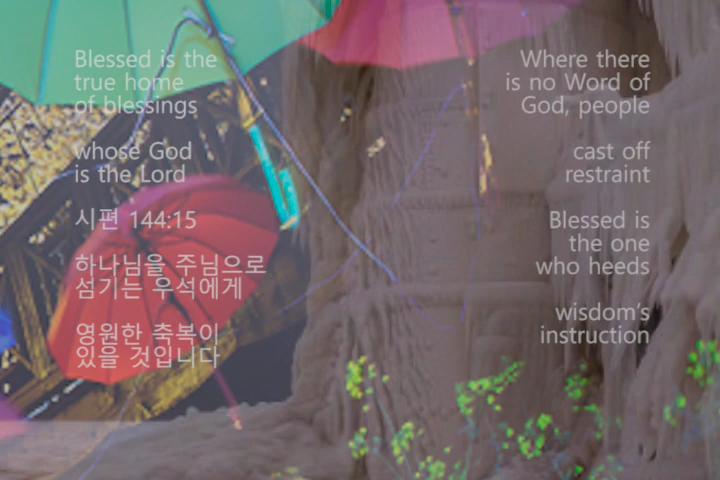 Blessed is the
true home
of blessings
whose God
is the Lord
시편 144:15
하나님을 주님으로
섬기는 우석에게
영원한 축복이
있을 것입니다
Where there
is no Word of
God, people
cast off
restraint
Blessed is
the one
who heeds
wisdom's
instruction